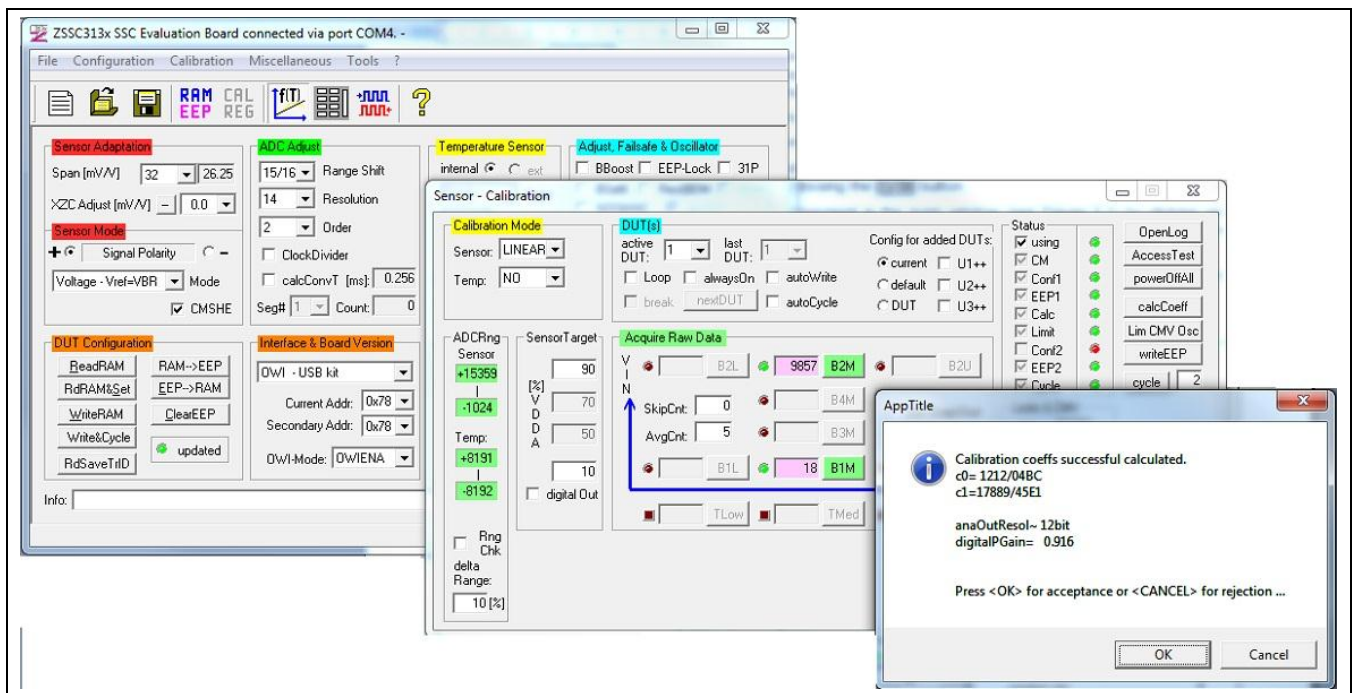 ZSSC313x SSC Evaluation Board connected via port COM4. -
File Configuration Calibration Miscellaneous Tools ?
RAM EEP
CAL REG
f(T)
Sensor Adaptation
Span [mV/V] 32 26.25
XZC Adjust [mV/V] - 0.0
Sensor Mode
+ Signal Polarity -
Voltage - Vref=VBR Mode
CMSHE
ADC Adjust
15/16 Range Shift
14 Resolution
2 Order
ClockDivider
calcConvT [ms]: 0.256
Seg# 1 Count: 0
Temperature Sensor
internal ext
Adjust, Failsafe & Oscillator
BBoost EEP-Lock 31P
DUT Configuration
ReadRAM RAM-->EEP
RdRAM&Set EEP-->RAM
WriteRAM ClearEEP
Write&Cycle updated
RdSaveTrID
Interface & Board Version
OWI - USB kit
Current Addr: 0x78
Secondary Addr: 0x78
OWI-Mode: OWIENA
Info:
Sensor - Calibration
Calibration Mode
Sensor: LINEAR
Temp: NO
DUT(s)
active DUT: 1 last DUT: 1
Loop alwaysOn autoWrite
break nextDUT autoCycle
Config for added DUTs:
current U1++
default U2++
DUT U3++
Status
using
CM
Conf1
EEP1
Calc
Limit
Conf2
EEP2
Cycle
OpenLog
AccessTest
powerOffAll
calcCoeff
Lim CMV Osc
writeEEP
cycle 2
ADCRng
Sensor
+15359
|
-1024
Temp:
+8191
|
-8192
Rng
Chk
delta
Range:
10 [%]
SensorTarget
[%]
VDDA
90
70
50
10
digital Out
Acquire Raw Data
VIN
B2L 9857 B2M B2U
SkipCnt: 0 B4M
AvgCnt: 5 B3M
B1L 18 B1M
TLow TMed
AppTitle
Calibration coeffs successful calculated.
c0= 1212/04BC
c1=17889/45E1
anaOutResol~ 12bit
digitalPGain= 0.916
Press <OK> for acceptance or <CANCEL> for rejection ...
OK Cancel